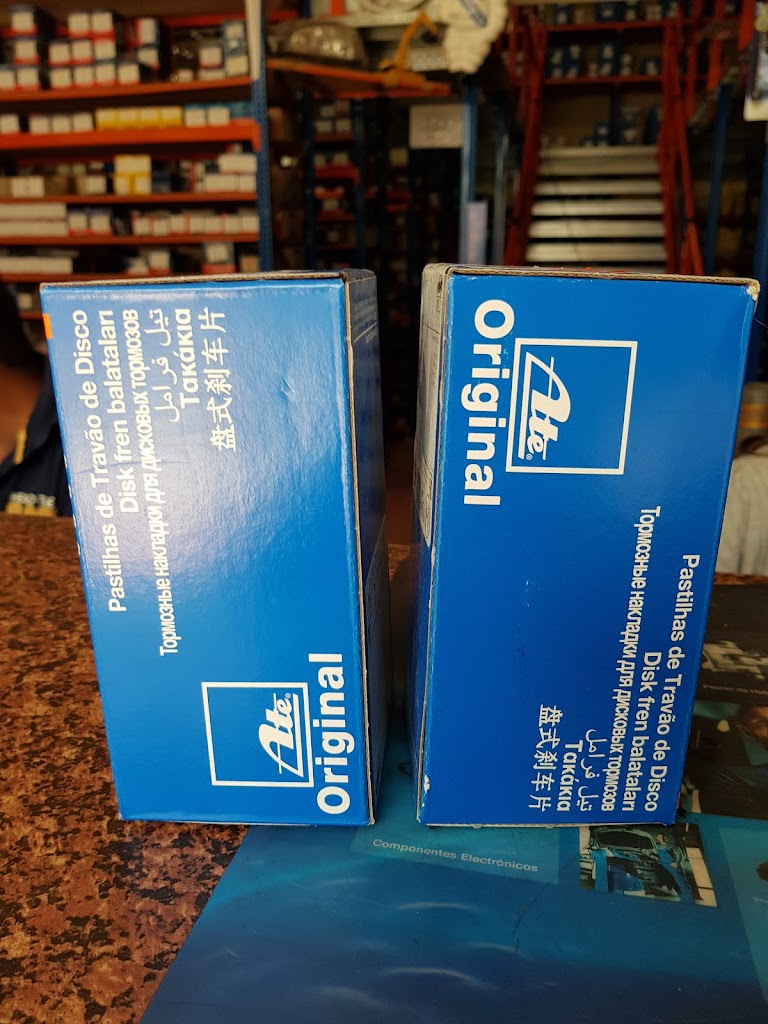 Pastilhas de Travão de Disco
Disk fren balataları
Тормозные накладки для дисковых тормозов
تيل فرامل
Τακάκια
盘式刹车片
Ate®
Original
Ate®
Original
Pastilhas de Travão de Disco
Disk fren balataları
Тормозные накладки для дисковых тормозов
تيل فرامل
Τακάκια
盘式刹车片
Componentes Electrónicos